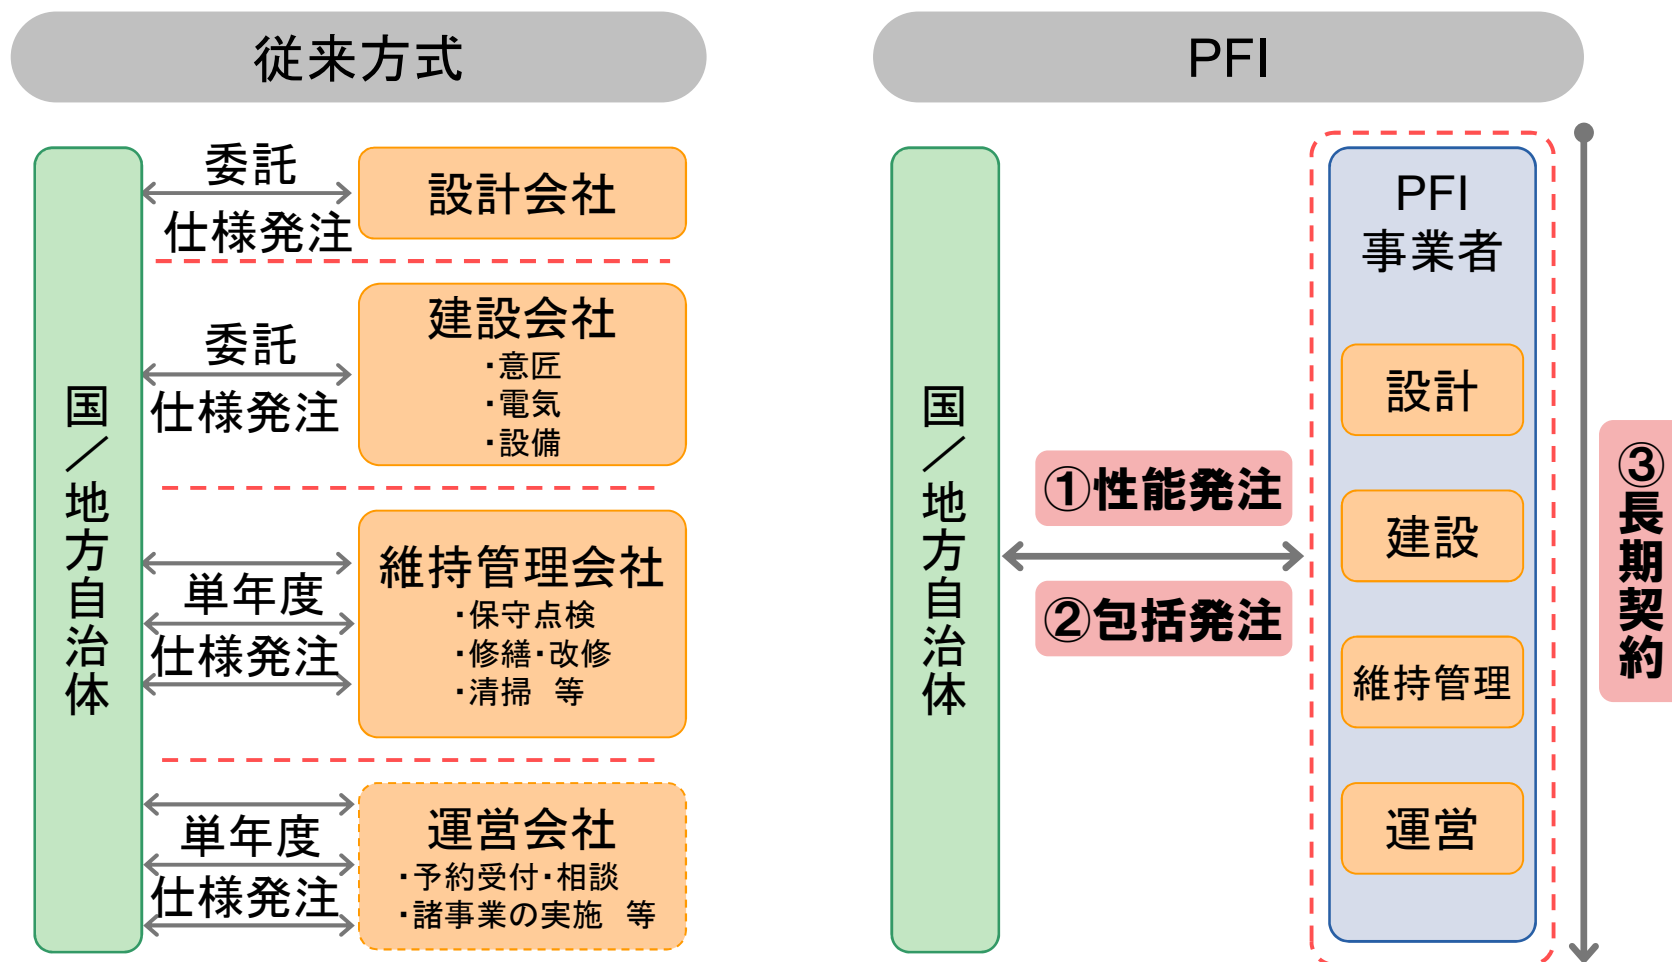 従来方式
国／地方自治体
委託
仕様発注
設計会社
委託
仕様発注
建設会社
・意匠
・電気
・設備
単年度
仕様発注
維持管理会社
・保守点検
・修繕・改修
・清掃　等
単年度
仕様発注
運営会社
・予約受付・相談
・諸事業の実施　等
PFI
国／地方自治体
①性能発注
②包括発注
PFI
事業者
設計
建設
維持管理
運営
③長期契約